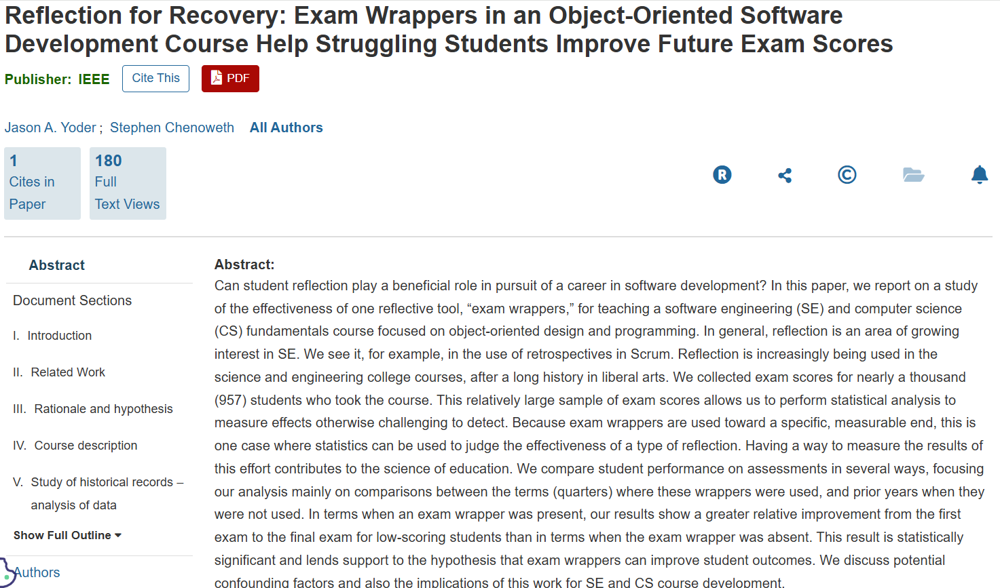 Reflection for Recovery: Exam Wrappers in an Object-Oriented Software
Development Course Help Struggling Students Improve Future Exam Scores
Publisher: IEEE
Cite This
PDF
Jason A. Yoder ; Stephen Chenoweth All Authors
1
Cites in
Paper
180
Full
Text Views
R
©
Abstract
Document Sections
I. Introduction
II. Related Work
III. Rationale and hypothesis
IV. Course description
V. Study of historical records –
analysis of data
Show Full Outline
Authors
Abstract:
Can student reflection play a beneficial role in pursuit of a career in software development? In this paper, we report on a study
of the effectiveness of one reflective tool, “exam wrappers,” for teaching a software engineering (SE) and computer science
(CS) fundamentals course focused on object-oriented design and programming. In general, reflection is an area of growing
interest in SE. We see it, for example, in the use of retrospectives in Scrum. Reflection is increasingly being used in the
science and engineering college courses, after a long history in liberal arts. We collected exam scores for nearly a thousand
(957) students who took the course. This relatively large sample of exam scores allows us to perform statistical analysis to
measure effects otherwise challenging to detect. Because exam wrappers are used toward a specific, measurable end, this is
one case where statistics can be used to judge the effectiveness of a type of reflection. Having a way to measure the results of
this effort contributes to the science of education. We compare student performance on assessments in several ways, focusing
our analysis mainly on comparisons between the terms (quarters) where these wrappers were used, and prior years when they
were not used. In terms when an exam wrapper was present, our results show a greater relative improvement from the first
exam to the final exam for low-scoring students than in terms when the exam wrapper was absent. This result is statistically
significant and lends support to the hypothesis that exam wrappers can improve student outcomes. We discuss potential
confounding factors and also the implications of this work for SE and CS course development.